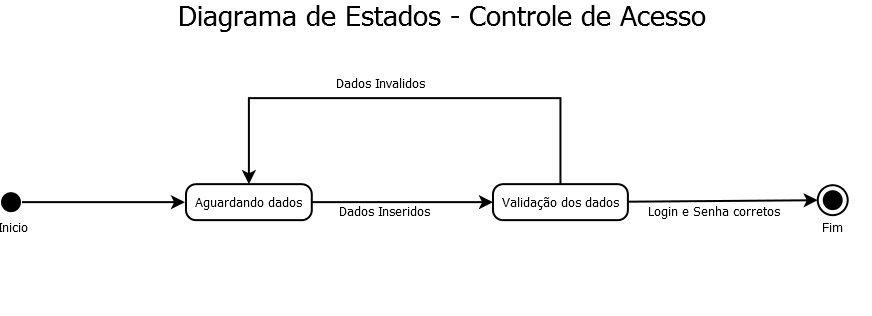 Diagrama de Estados - Controle de Acesso
Dados Invalidos
Aguardando dados
Dados Inseridos
Validação dos dados
Login e Senha corretos
Inicio
Fim